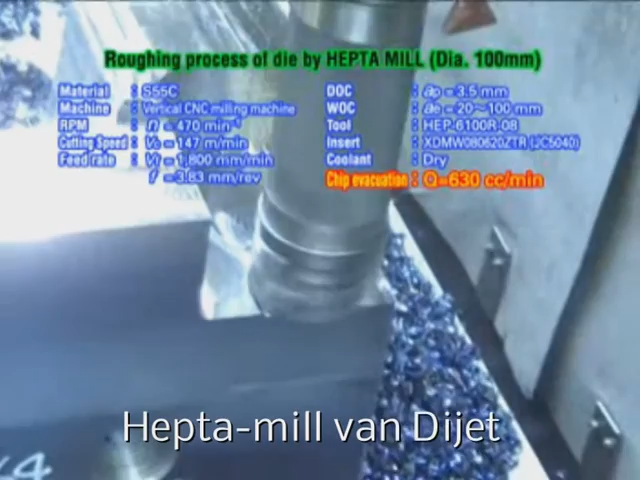 Roughing process of die by HEPTA MILL (Dia. 100mm)
Material : S55C
Machine : Vertical CNC milling machine
RPM : n = 470 min⁻¹
Cutting Speed : Vc = 147 m/min
Feed rate : Vf = 1,800 mm/min
f = 3.83 mm/rev
DOC : ap = 3.5 mm
WOC : ae = 20~100 mm
Tool : HEP-6100R-08
Insert : XDMW080620ZTR (JC5040)
Coolant : Dry
Chip evacuation : Q=630 cc/min
Hepta-mill van Dijet